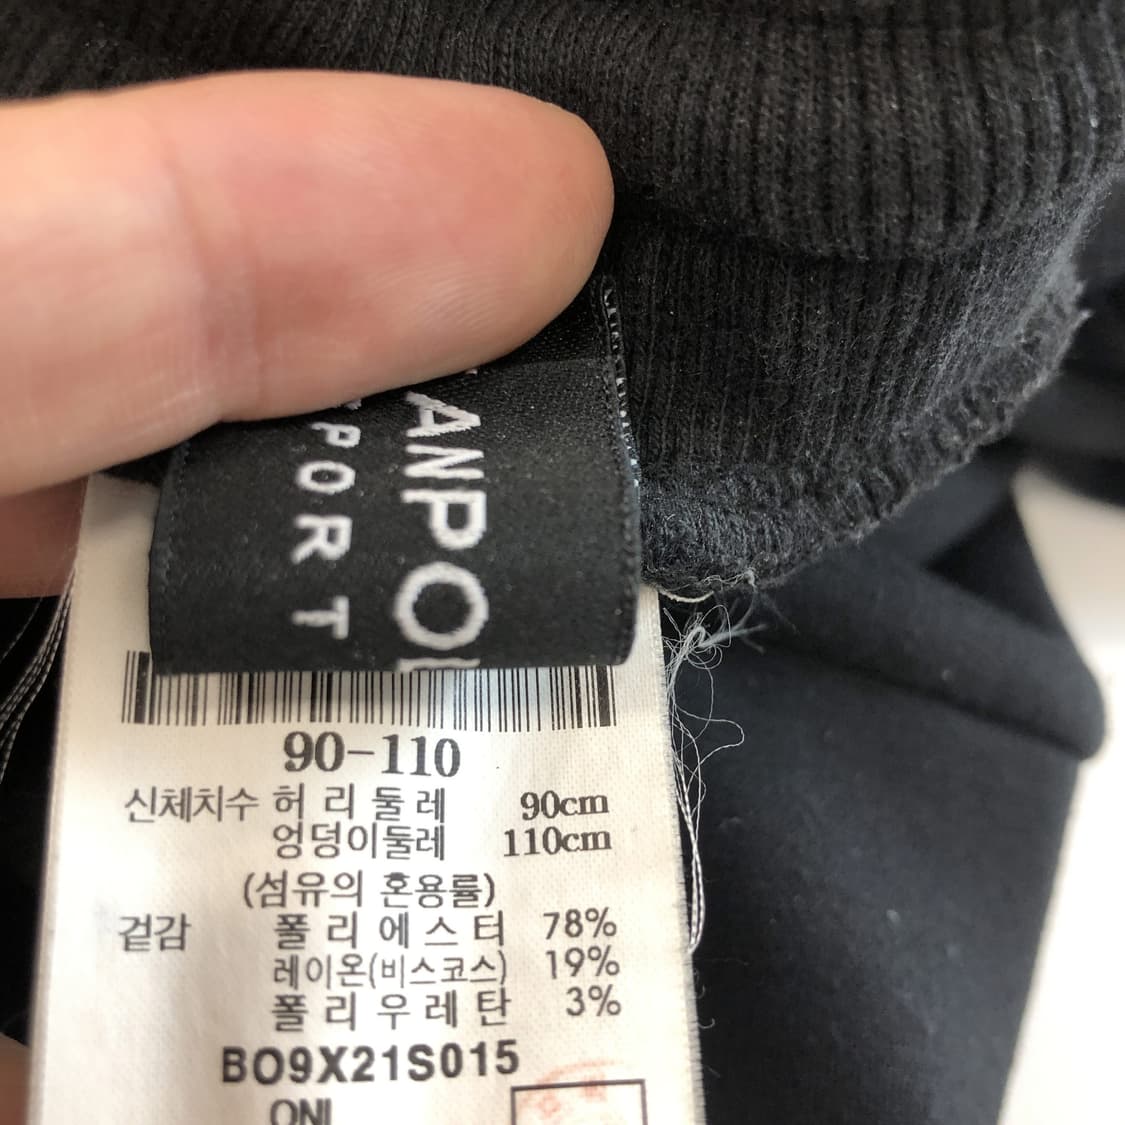 ANPO
PORT
90-110
신체치수 허리둘레 90cm
엉덩이둘레 110cm
(섬유의 혼용률)
겉감 폴리에스터 78%
레이온(비스코스) 19%
폴리우레탄 3%
BO9X21S015